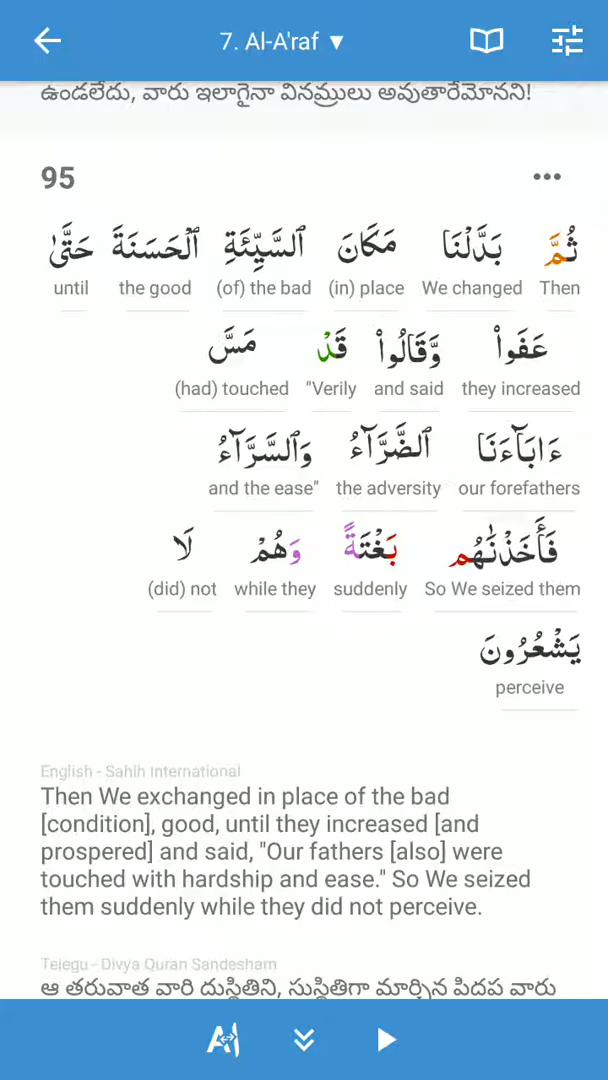 7. Al-A'raf ▼
ఉండలేదు, వారు ఇలాగైనా వినమ్రులు అవుతారేమోనని!
95
ثُمَّ بَدَّلْنَا مَكَانَ ٱلسَّيِّئَةِ ٱلْحَسَنَةَ حَتَّىٰ
until the good (of) the bad (in) place We changed Then
عَفَوا۟ وَّقَالُوا۟ قَدْ مَسَّ
(had) touched "Verily and said they increased
ءَابَآءَنَا ٱلضَّرَّآءُ وَٱلسَّرَّآءُ
and the ease" the adversity our forefathers
فَأَخَذْنَٰهُم بَغْتَةً وَهُمْ لَا
(did) not while they suddenly So We seized them
يَشْعُرُونَ
perceive
English - Sahih International
Then We exchanged in place of the bad
[condition], good, until they increased [and
prospered] and said, "Our fathers [also] were
touched with hardship and ease." So We seized
them suddenly while they did not perceive.
Telegu - Divya Quran Sandesham
ఆ తరువాత వారి దుస్థితిని, సుస్థితిగా మార్చిన పిదప వారు